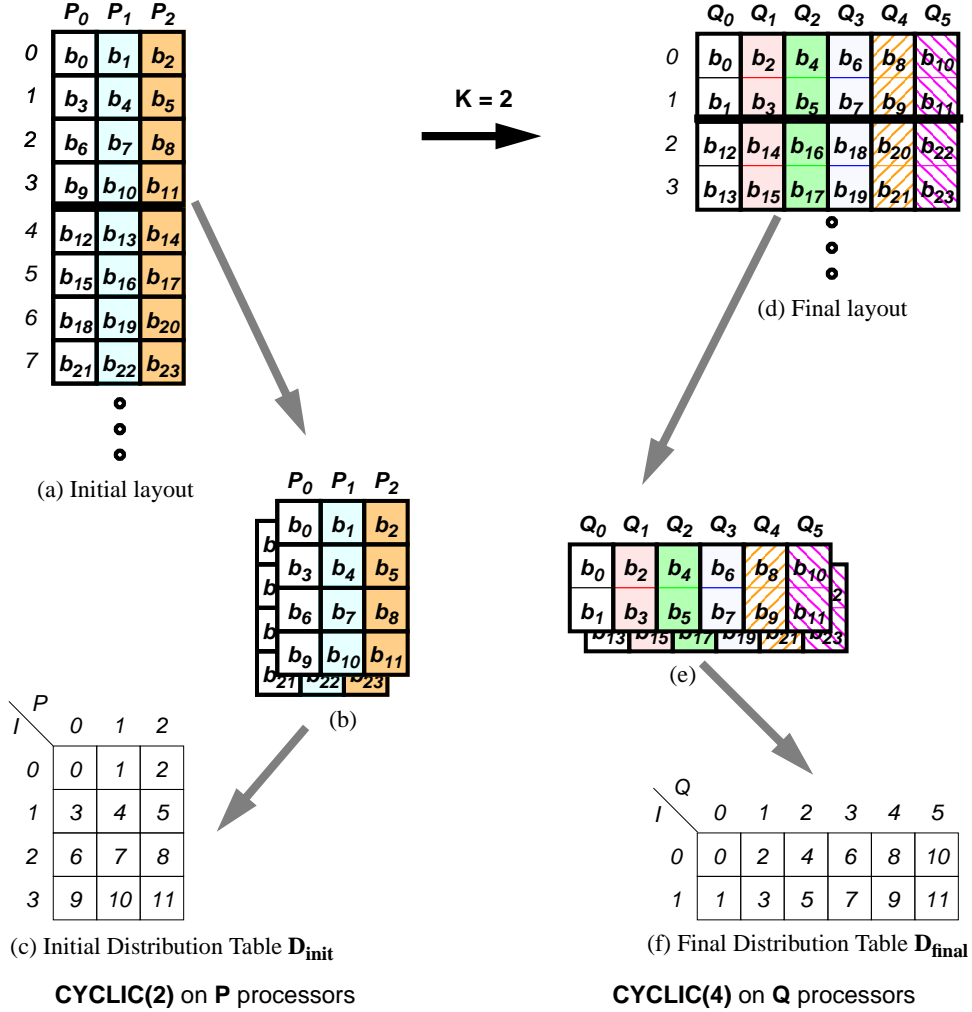 P0 P1 P2
0 b0 b1 b2
1 b3 b4 b5
2 b6 b7 b8
3 b9 b10 b11
4 b12 b13 b14
5 b15 b16 b17
6 b18 b19 b20
7 b21 b22 b23
(a) Initial layout
K = 2
Q0 Q1 Q2 Q3 Q4 Q5
0 b0 b2 b4 b6 b8 b10
1 b1 b3 b5 b7 b9 b11
2 b12 b14 b16 b18 b20 b22
3 b13 b15 b17 b19 b21 b23
(d) Final layout
P0 P1 P2
b0 b1 b2
b3 b4 b5
b6 b7 b8
b9 b10 b11
b21 b22 b23
(b)
Q0 Q1 Q2 Q3 Q4 Q5
b0 b2 b4 b6 b8 b10
b1 b3 b5 b7 b9 b11
b13 b15 b17 b19 b21 b23
(e)
P
I 0 1 2
0 0 1 2
1 3 4 5
2 6 7 8
3 9 10 11
(c) Initial Distribution Table Dinit
CYCLIC(2) on P processors
Q
I 0 1 2 3 4 5
0 0 2 4 6 8 10
1 1 3 5 7 9 11
(f) Final Distribution Table Dfinal
CYCLIC(4) on Q processors